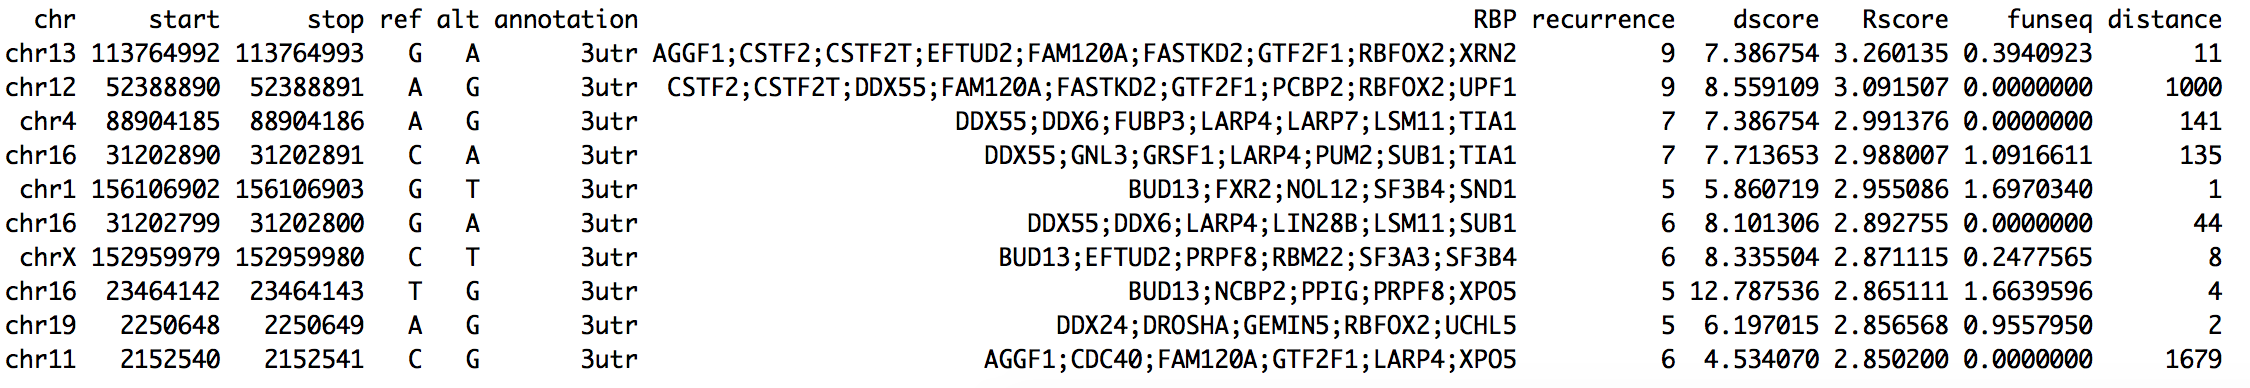 chr start stop ref alt annotation RBP recurrence dscore Rscore funseq distance
chr13 113764992 113764993 G A 3utr AGGF1;CSTF2;CSTF2T;EFTUD2;FAM120A;FASTKD2;GTF2F1;RBFOX2;XRN2 9 7.386754 3.260135 0.3940923 11
chr12 52388890 52388891 A G 3utr CSTF2;CSTF2T;DDX55;FAM120A;FASTKD2;GTF2F1;PCBP2;RBFOX2;UPF1 9 8.559109 3.091507 0.0000000 1000
chr4 88904185 88904186 A G 3utr DDX55;DDX6;FUBP3;LARP4;LARP7;LSM11;TIA1 7 7.386754 2.991376 0.0000000 141
chr16 31202890 31202891 C A 3utr DDX55;GNL3;GRSF1;LARP4;PUM2;SUB1;TIA1 7 7.713653 2.988007 1.0916611 135
chr1 156106902 156106903 G T 3utr BUD13;FXR2;NOL12;SF3B4;SND1 5 5.860719 2.955086 1.6970340 1
chr16 31202799 31202800 G A 3utr DDX55;DDX6;LARP4;LIN28B;LSM11;SUB1 6 8.101306 2.892755 0.0000000 44
chrX 152959979 152959980 C T 3utr BUD13;EFTUD2;PRPF8;RBM22;SF3A3;SF3B4 6 8.335504 2.871115 0.2477565 8
chr16 23464142 23464143 T G 3utr BUD13;NCBP2;PPIG;PRPF8;XPO5 5 12.787536 2.865111 1.6639596 4
chr19 2250648 2250649 A G 3utr DDX24;DROSHA;GEMIN5;RBFOX2;UCHL5 5 6.197015 2.856568 0.9557950 2
chr11 2152540 2152541 C G 3utr AGGF1;CDC40;FAM120A;GTF2F1;LARP4;XPO5 6 4.534070 2.850200 0.0000000 1679